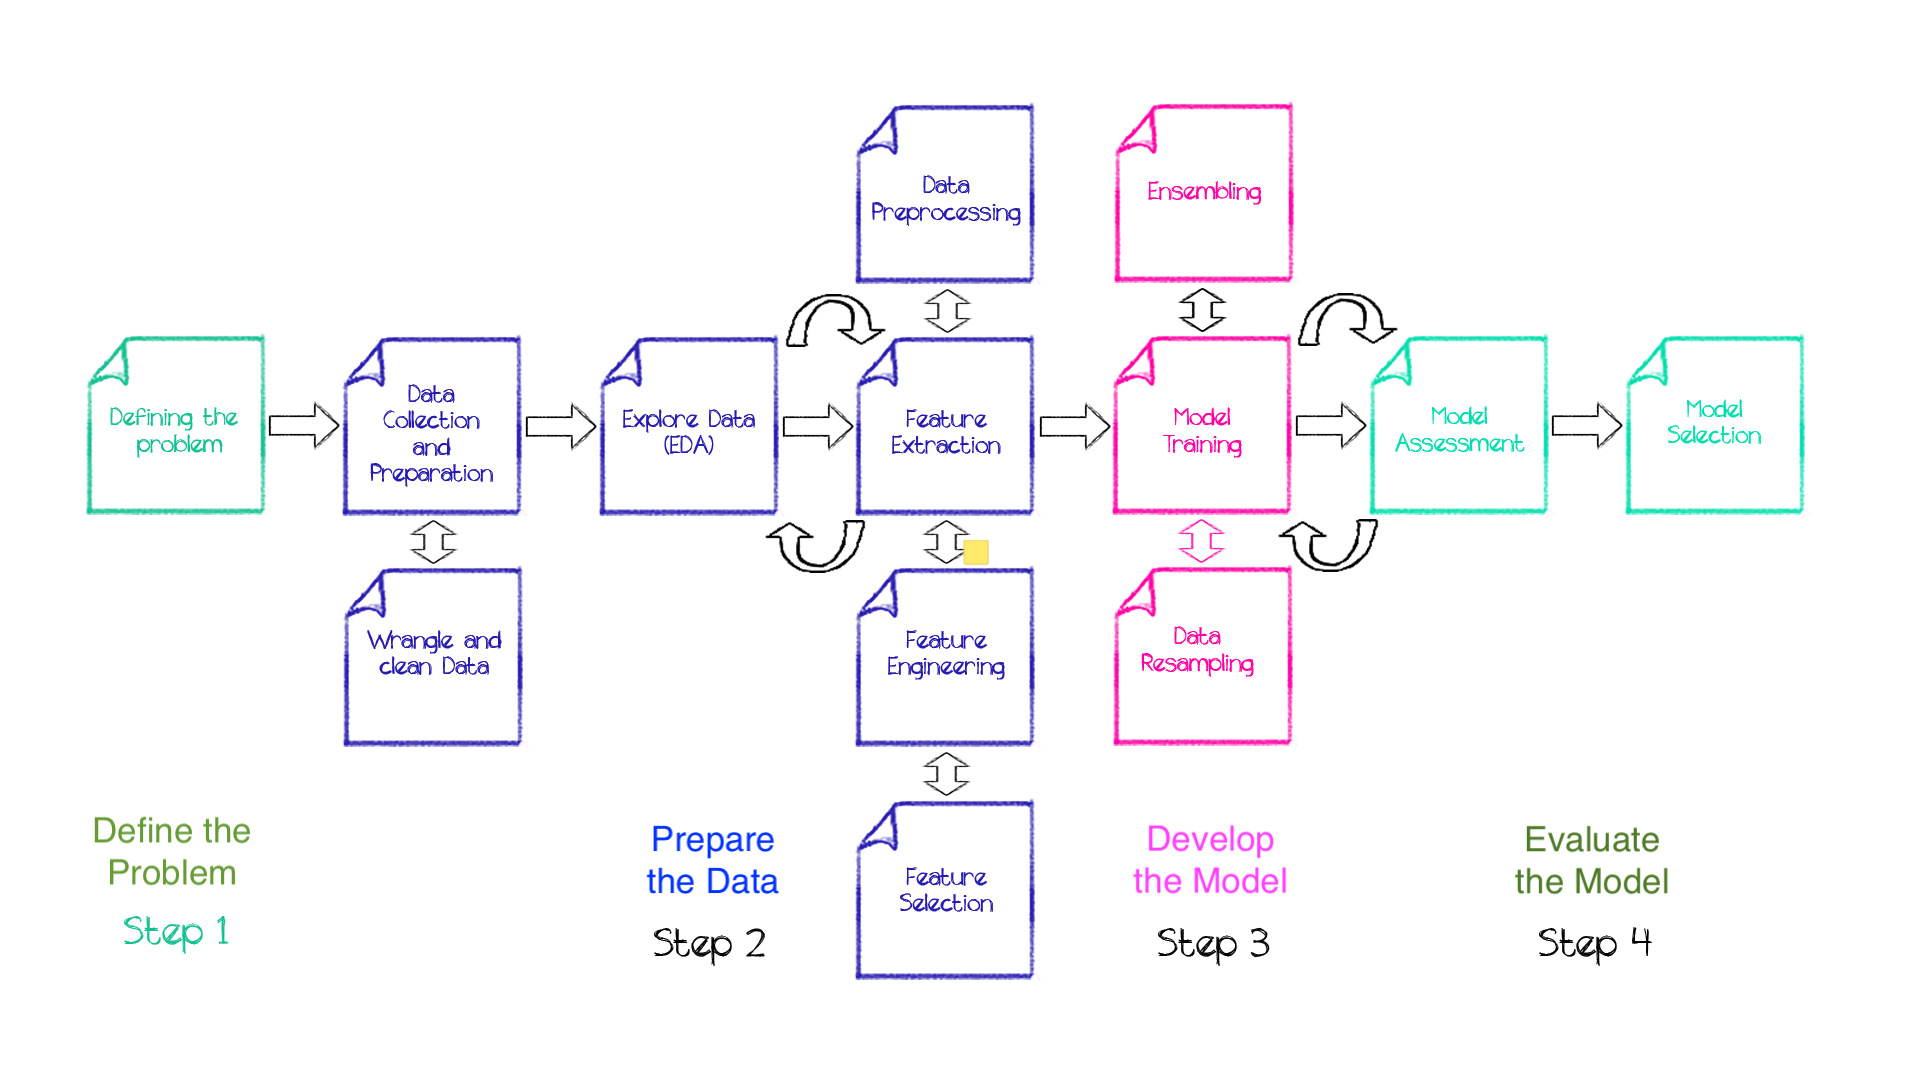 Data
Preprocessing
Ensembling
Defining the
problem
Data
Collection
and
Preparation
Explore Data
(EDA)
Feature
Extraction
Model
Training
Model
Assessment
Model
Selection
Wrangle and
clean Data
Feature
Engineering
Data
Resampling
Feature
Selection
Define the
Problem
Step 1
Prepare
the Data
Step 2
Develop
the Model
Step 3
Evaluate
the Model
Step 4